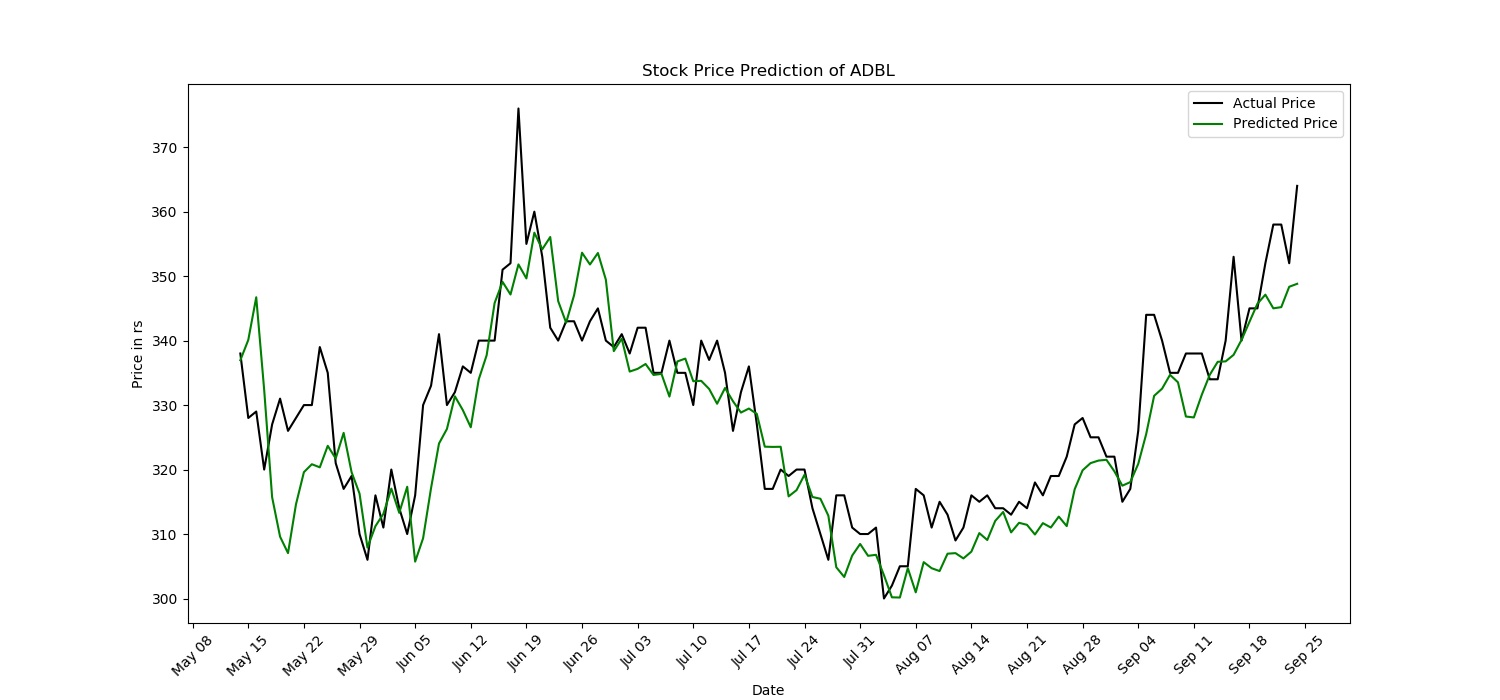 Stock Price Prediction of ADBL
Actual Price
Predicted Price
Price in rs
370
360
350
340
330
320
310
300
May 08
May 15
May 22
May 29
Jun 05
Jun 12
Jun 19
Jun 26
Jul 03
Jul 10
Jul 17
Jul 24
Jul 31
Aug 07
Aug 14
Aug 21
Aug 28
Sep 04
Sep 11
Sep 18
Sep 25
Date